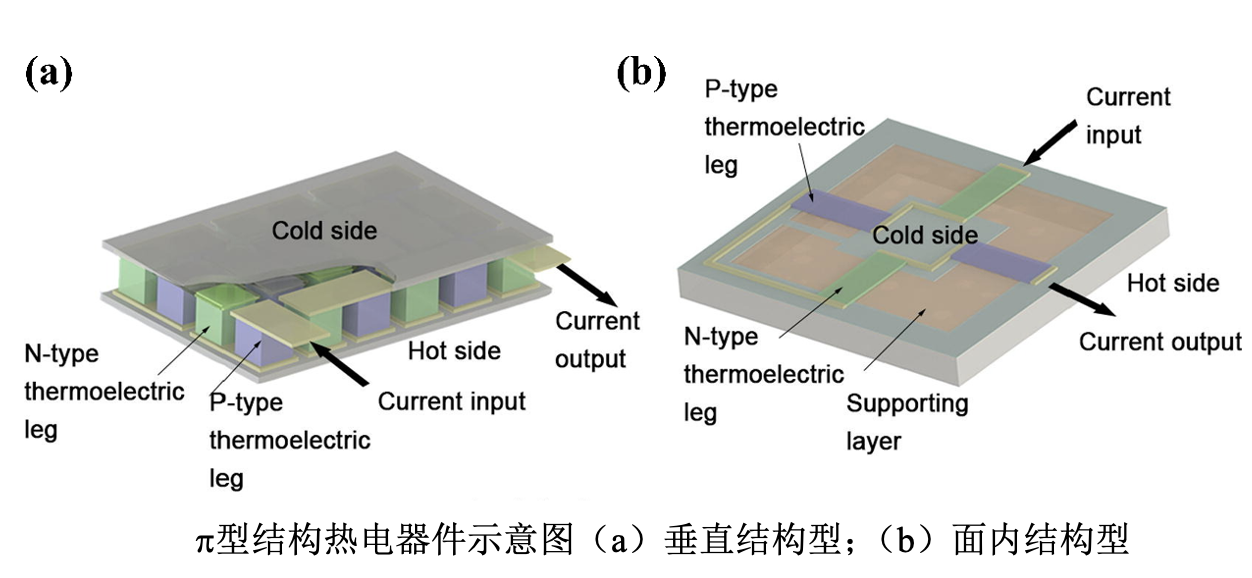 (a)
Cold side
N-type
thermoelectric
leg
P-type
thermoelectric
leg
Hot side
Current input
Current
output
(b)
P-type
thermoelectric
leg
Current
input
Cold side
Hot side
Current output
N-type
thermoelectric
leg
Supporting
layer
π型结构热电器件示意图（a）垂直结构型；（b）面内结构型